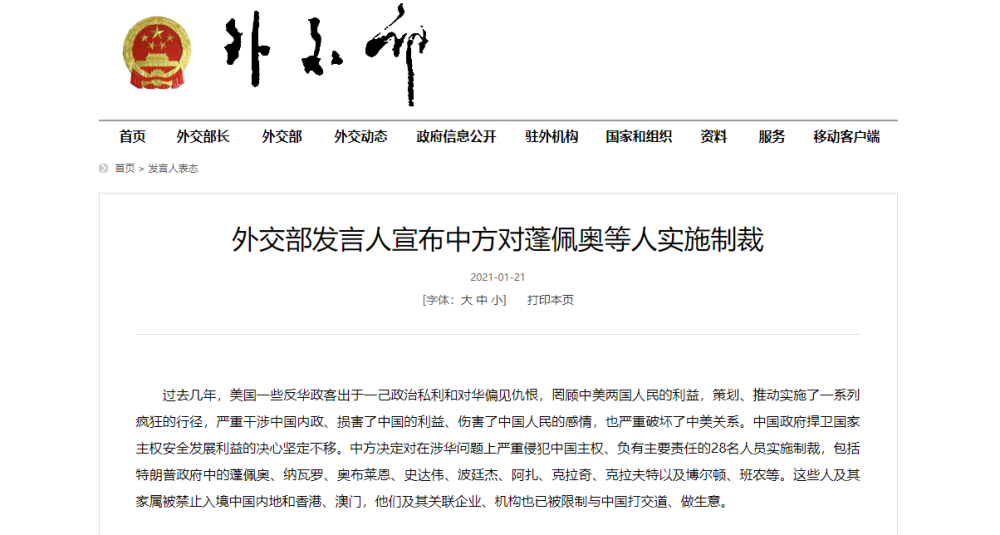 外交部
首页 外交部长 外交部 外交动态 政府信息公开 驻外机构 国家和组织 资料 服务 移动客户端
首页 > 发言人表态
外交部发言人宣布中方对蓬佩奥等人实施制裁
2021-01-21
[字体：大 中 小] 打印本页
过去几年，美国一些反华政客出于一己政治私利和对华偏见仇恨，罔顾中美两国人民的利益，策划、推动实施了一系列
疯狂的行径，严重干涉中国内政、损害了中国的利益、伤害了中国人民的感情，也严重破坏了中美关系。中国政府捍卫国家
主权安全发展利益的决心坚定不移。中方决定对在涉华问题上严重侵犯中国主权、负有主要责任的28名人员实施制裁，包括
特朗普政府中的蓬佩奥、纳瓦罗、奥布莱恩、史达伟、波廷杰、阿扎、克拉奇、克拉夫特以及博尔顿、班农等。这些人及其
家属被禁止入境中国内地和香港、澳门，他们及其关联企业、机构也已被限制与中国打交道、做生意。